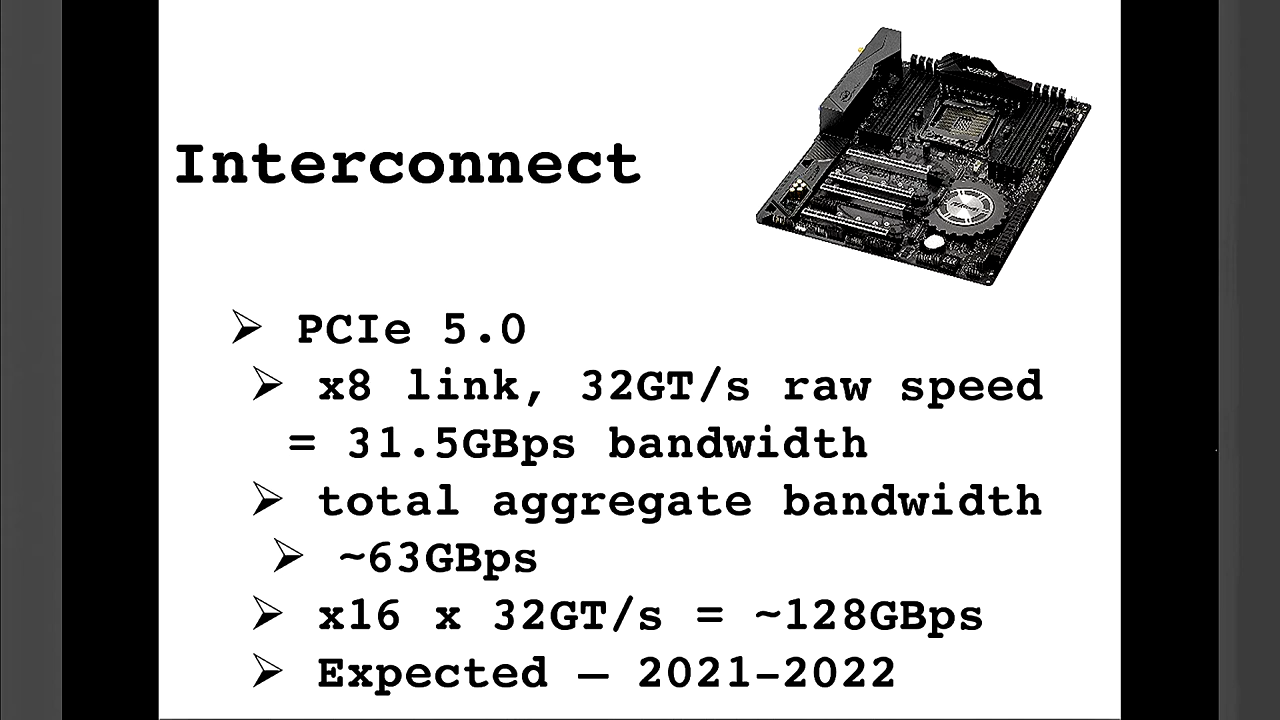 Interconnect
➢ PCIe 5.0
➢ x8 link, 32GT/s raw speed
= 31.5GBps bandwidth
➢ total aggregate bandwidth
➢ ~63GBps
➢ x16 x 32GT/s = ~128GBps
➢ Expected – 2021–2022